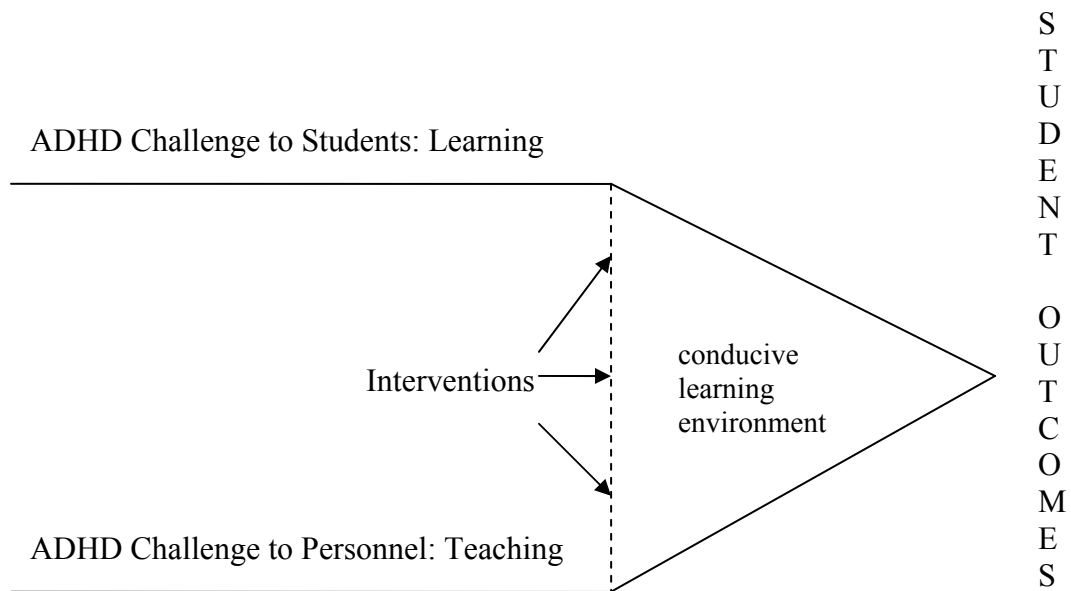 ADHD Challenge to Students: Learning
Interventions
conducive
learning
environment
ADHD Challenge to Personnel: Teaching
S
T
U
D
E
N
T
O
U
T
C
O
M
E
S